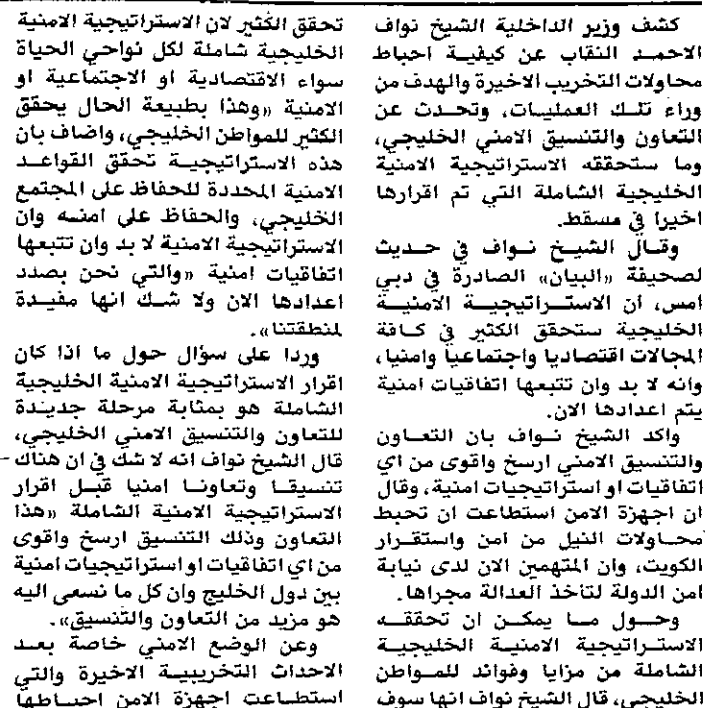 كشف وزير الداخلية الشيخ نواف
الاحمد النقاب عن كيفية احباط
محاولات التخريب الاخيرة والهدف من
وراء تلك العمليات، وتحدث عن
التعاون والتنسيق الامني الخليجي،
وما ستحققه الاستراتيجية الامنية
الخليجية الشاملة التي تم اقرارها
اخيرا في مسقط.
وقال الشيخ نواف في حديث
لصحيفة «البيان» الصادرة في دبي
امس، ان الاستراتيجية الامنية
الخليجية ستحقق الكثير في كافة
المجالات اقتصاديا واجتماعيا وامنيا،
وانه لا بد وان تتبعها اتفاقيات امنية
يتم اعدادها الان.
واكد الشيخ نواف بان التعاون
والتنسيق الامني ارسخ واقوى من اي
اتفاقيات او استراتيجيات امنية، وقال
ان اجهزة الامن استطاعت ان تحبط
محاولات النيل من امن واستقرار
الكويت، وان المتهمين الان لدى نيابة
امن الدولة لتأخذ العدالة مجراها.
وحول ما يمكن ان تحققه
الاستراتيجية الامنية الخليجية
الشاملة من مزايا وفوائد للمواطن
الخليجي، قال الشيخ نواف انها سوف
تحقق الكثير لان الاستراتيجية الامنية
الخليجية شاملة لكل نواحي الحياة
سواء الاقتصادية او الاجتماعية او
الامنية «وهذا بطبيعة الحال يحقق
الكثير للمواطن الخليجي، واضاف بان
هذه الاستراتيجية تحقق القواعد
الامنية المحددة للحفاظ على المجتمع
الخليجي، والحفاظ على امنه وان
الاستراتيجية الامنية لا بد وان تتبعها
اتفاقيات امنية «والتي نحن بصدد
اعدادها الان ولا شك انها مفيدة
لمنطقتنا».
وردا على سؤال حول ما اذا كان
اقرار الاستراتيجية الامنية الخليجية
الشاملة هو بمثابة مرحلة جديدة
للتعاون والتنسيق الامني الخليجي،
قال الشيخ نواف انه لا شك في ان هناك
تنسيقا وتعاونا امنيا قبل اقرار
الاستراتيجية الامنية الشاملة «هذا
التعاون وذلك التنسيق ارسخ واقوى
من اي اتفاقيات او استراتيجيات امنية
بين دول الخليج وان كل ما نسعى اليه
هو مزيد من التعاون والتنسيق».
وعن الوضع الامني خاصة بعد
الاحداث التخريبية الاخيرة والتي
استطاعت اجهزة الامن احباطها